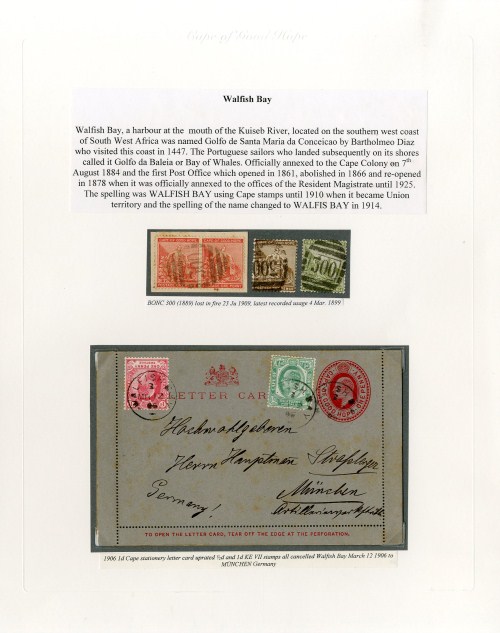 Cape of Good Hope
Walfish Bay
Walfish Bay, a harbour at the mouth of the Kuiseb River, located on the southern west coast
of South West Africa was named Golfo de Santa Maria da Conceicao by Bartholmeo Diaz
who visited this coast in 1447. The Portuguese sailors who landed subsequently on its shores
called it Golfo da Baleia or Bay of Whales. Officially annexed to the Cape Colony on 7th
August 1884 and the first Post Office which opened in 1861, abolished in 1866 and re-opened
in 1878 when it was officially annexed to the offices of the Resident Magistrate until 1925.
The spelling was WALFISH BAY using Cape stamps until 1910 when it became Union
territory and the spelling of the name changed to WALFIS BAY in 1914.
300
BONC 300 (1889) lost in fire 23 Ju 1909, latest recorded usage 4 Mar. 1899
LETTER CAR
Hochwohlgeboren
Herrn Hauptmann
München
Germany!
TO OPEN THE LETTER CARD, TEAR OFF THE EDGE AT THE PERFORATION.
1906 1d Cape stationery letter card uprated ½d and 1d KE VII stamps all cancelled Walfish Bay March 12 1906 to
MÜNCHEN Germany